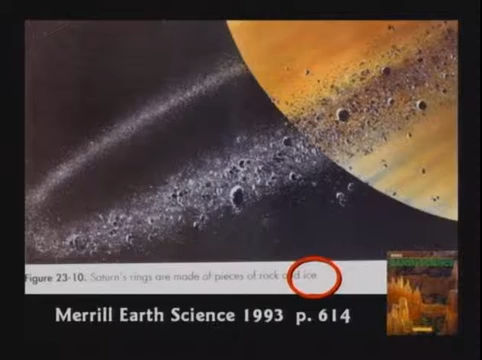 Figure 23-10. Saturn's rings are made of pieces of rock and ice
Merrill Earth Science 1993 p. 614